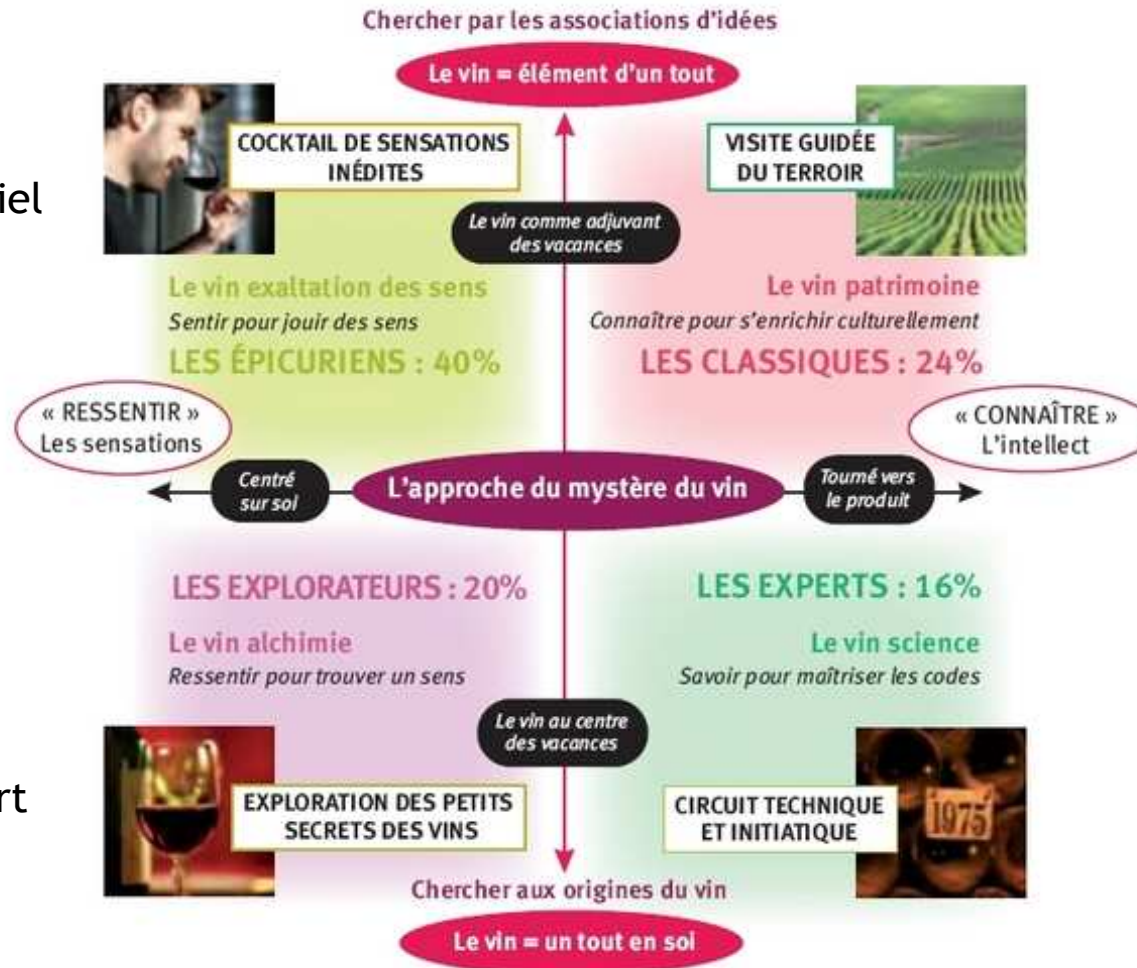 Chercher par les associations d'idées
Le vin = élément d'un tout
COCKTAIL DE SENSATIONS
INÉDITES
VISITE GUIDÉE
DU TERROIR
iel
Le vin comme adjuvant
des vacances
Le vin exaltation des sens
Sentir pour jouir des sens
LES ÉPICURIENS : 40%
Le vin patrimoine
Connaître pour s'enrichir culturellement
LES CLASSIQUES : 24%
« RESSENTIR »
Les sensations
« CONNAÎTRE »
L'intellect
Centré
sur soi
L'approche du mystère du vin
Tourné vers
le produit
LES EXPLORATEURS : 20%
Le vin alchimie
Ressentir pour trouver un sens
LES EXPERTS : 16%
Le vin science
Savoir pour maîtriser les codes
Le vin au centre
des vacances
rt
EXPLORATION DES PETITS
SECRETS DES VINS
CIRCUIT TECHNIQUE
ET INITIATIQUE
1975
Chercher aux origines du vin
Le vin = un tout en soi